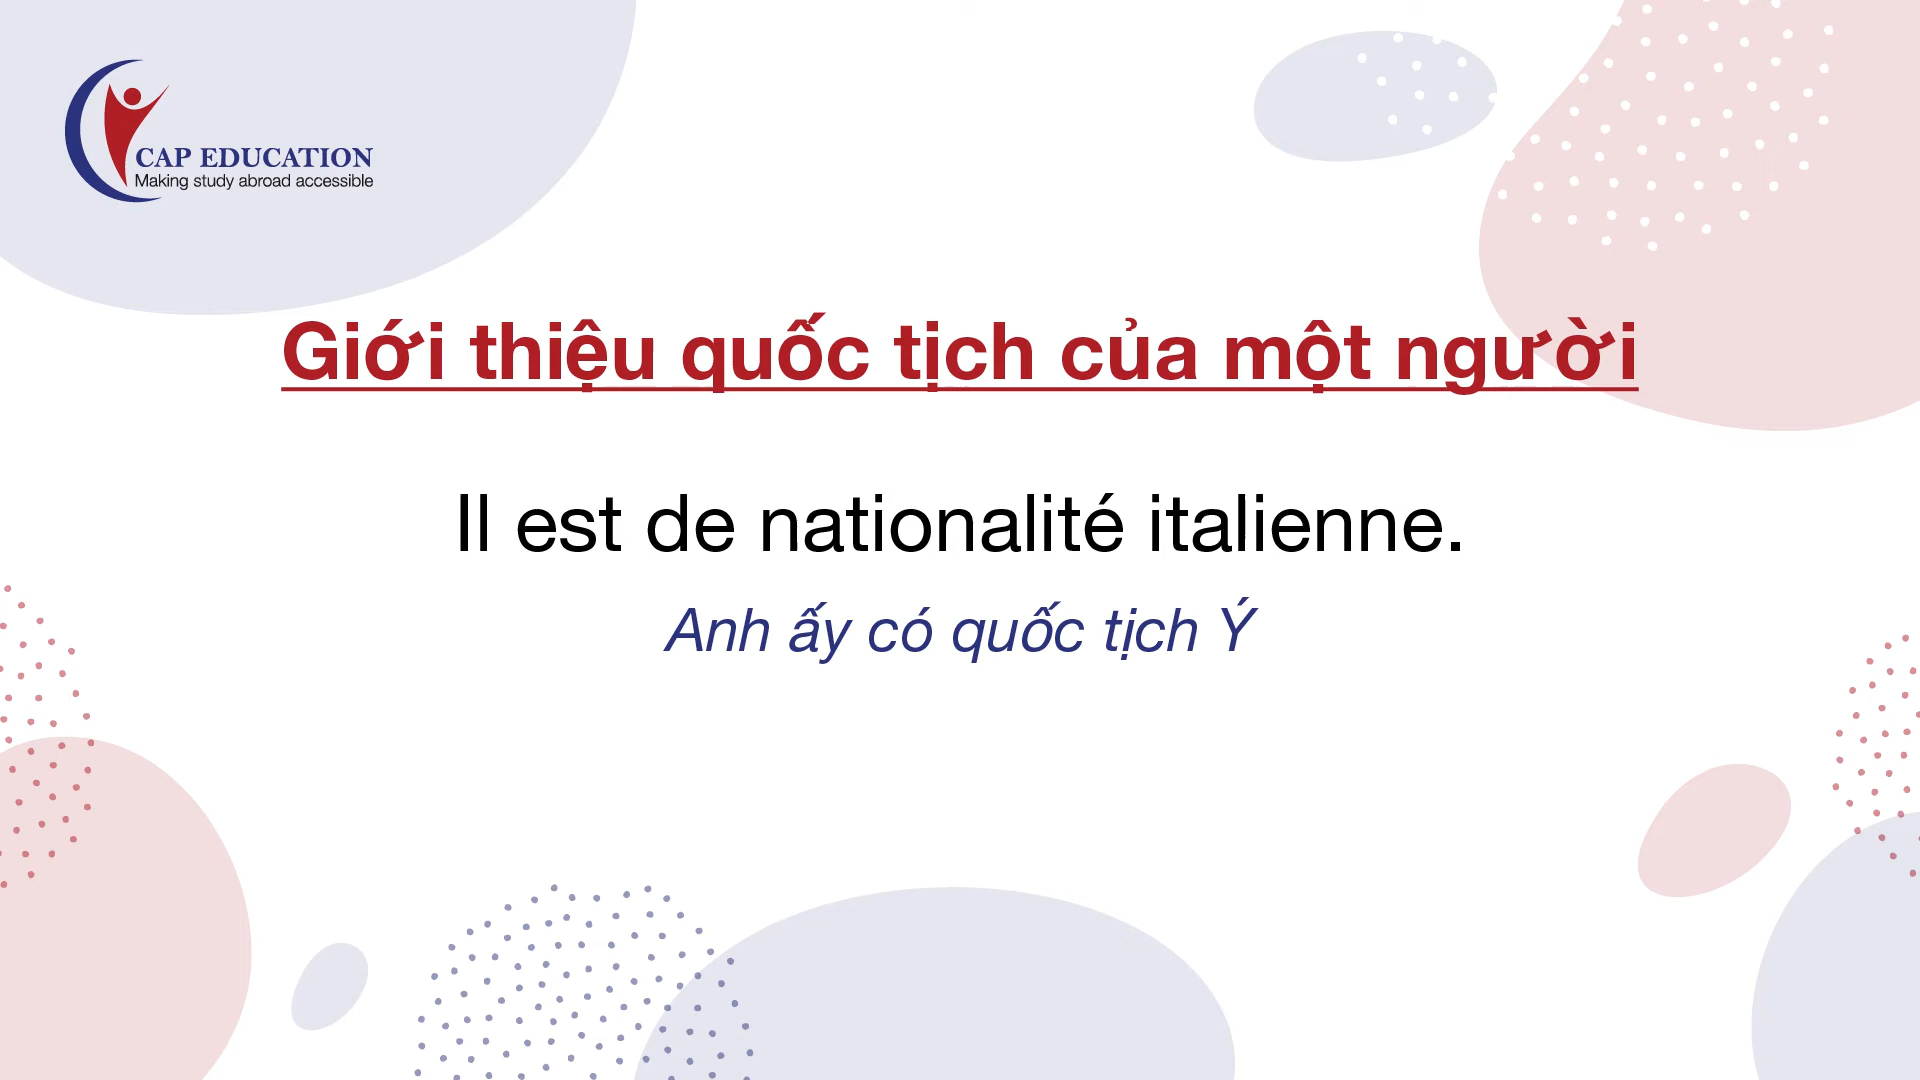 CAP EDUCATION
Making study abroad accessible
Giới thiệu quốc tịch của một người
Il est de nationalité italienne.
Anh ấy có quốc tịch Ý